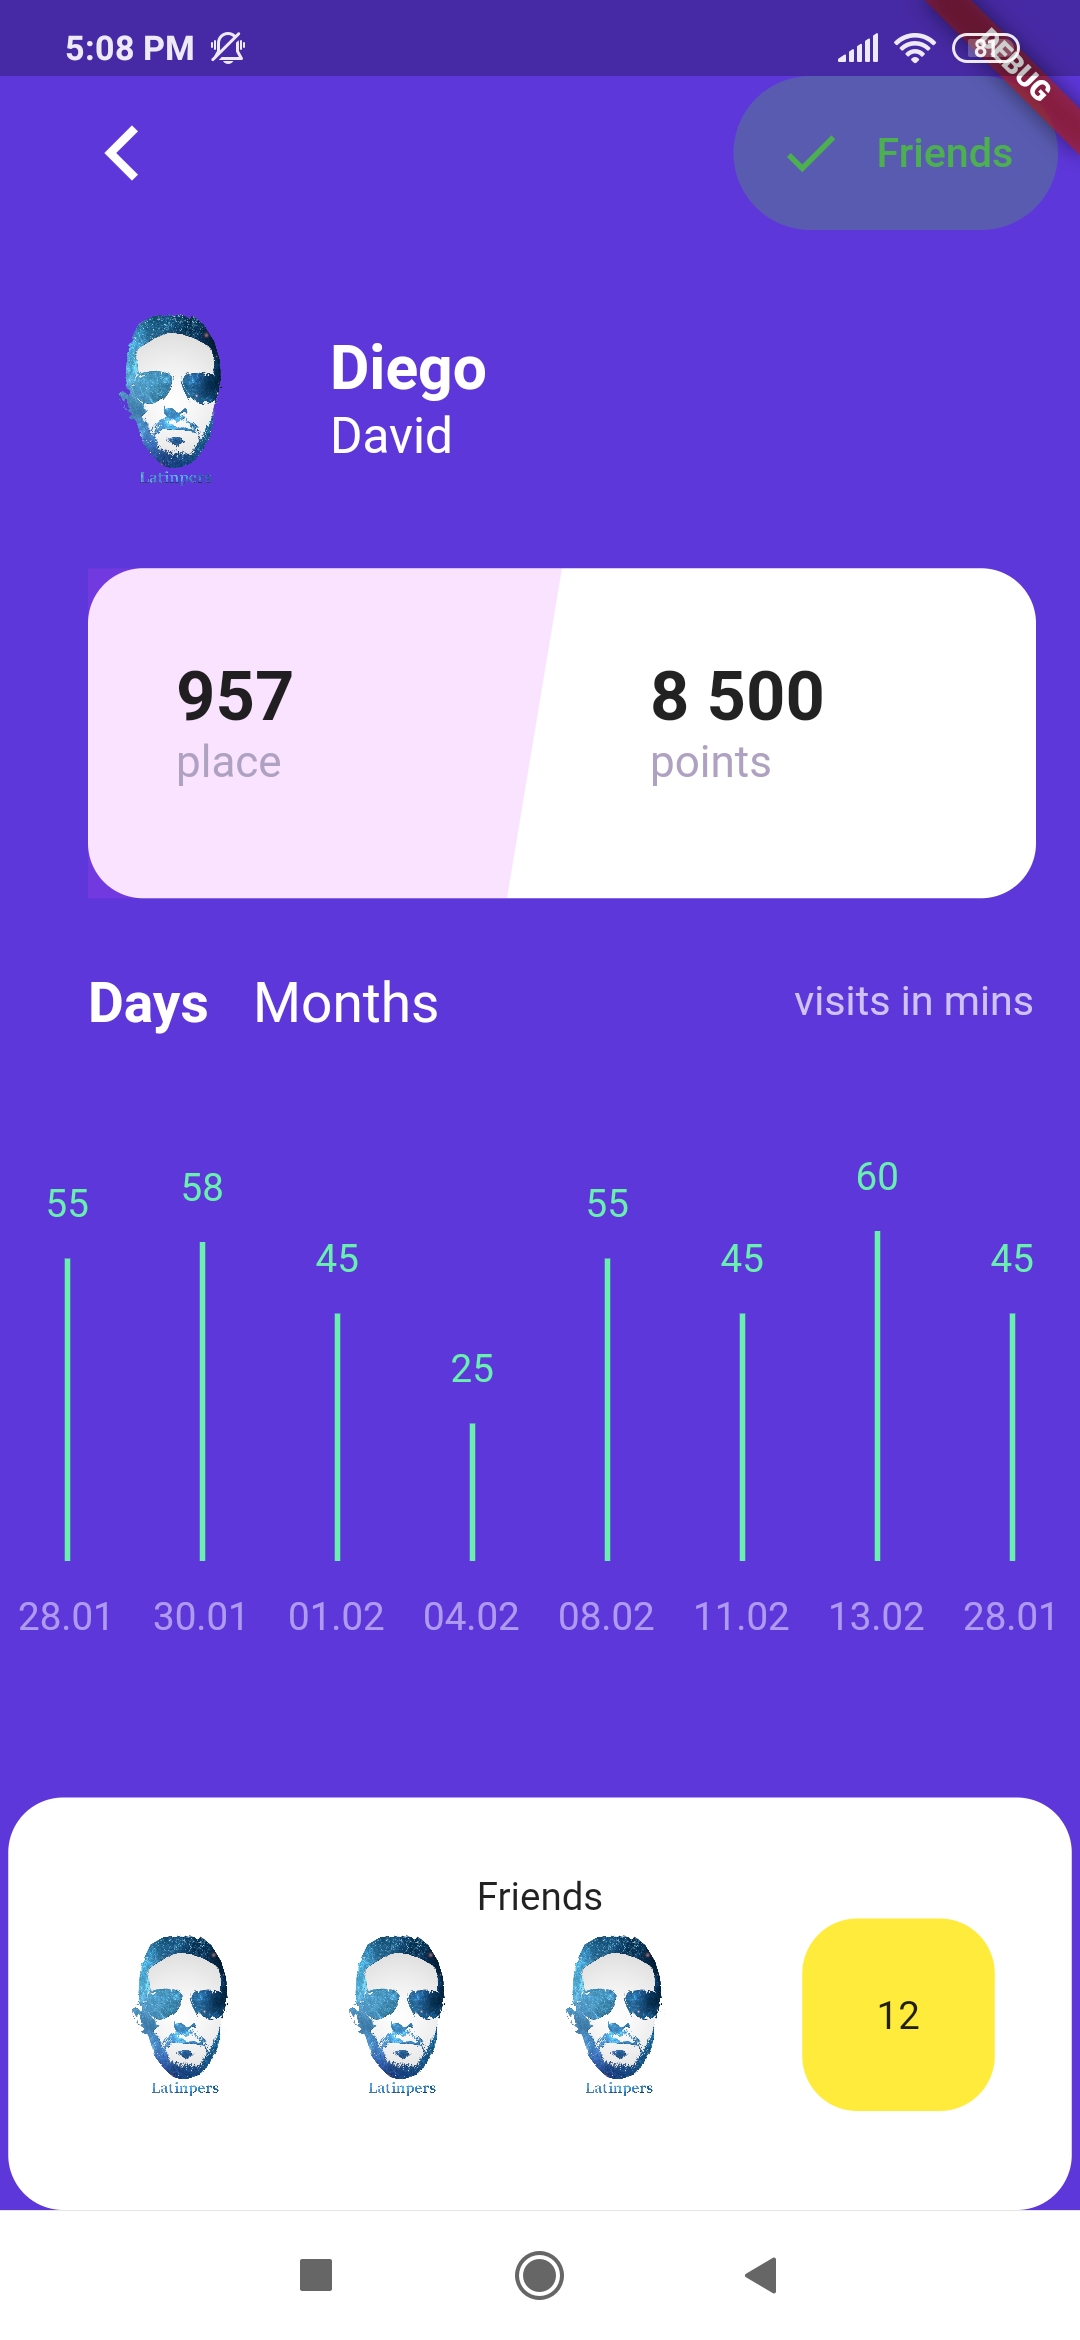 5:08 PM 81
DEBUG
Friends
Diego
David
Latinpers
957 8 500
place points
Days Months visits in mins
55 58 45 25 55 45 60 45
28.01 30.01 01.02 04.02 08.02 11.02 13.02 28.01
Friends
12
Latinpers Latinpers Latinpers